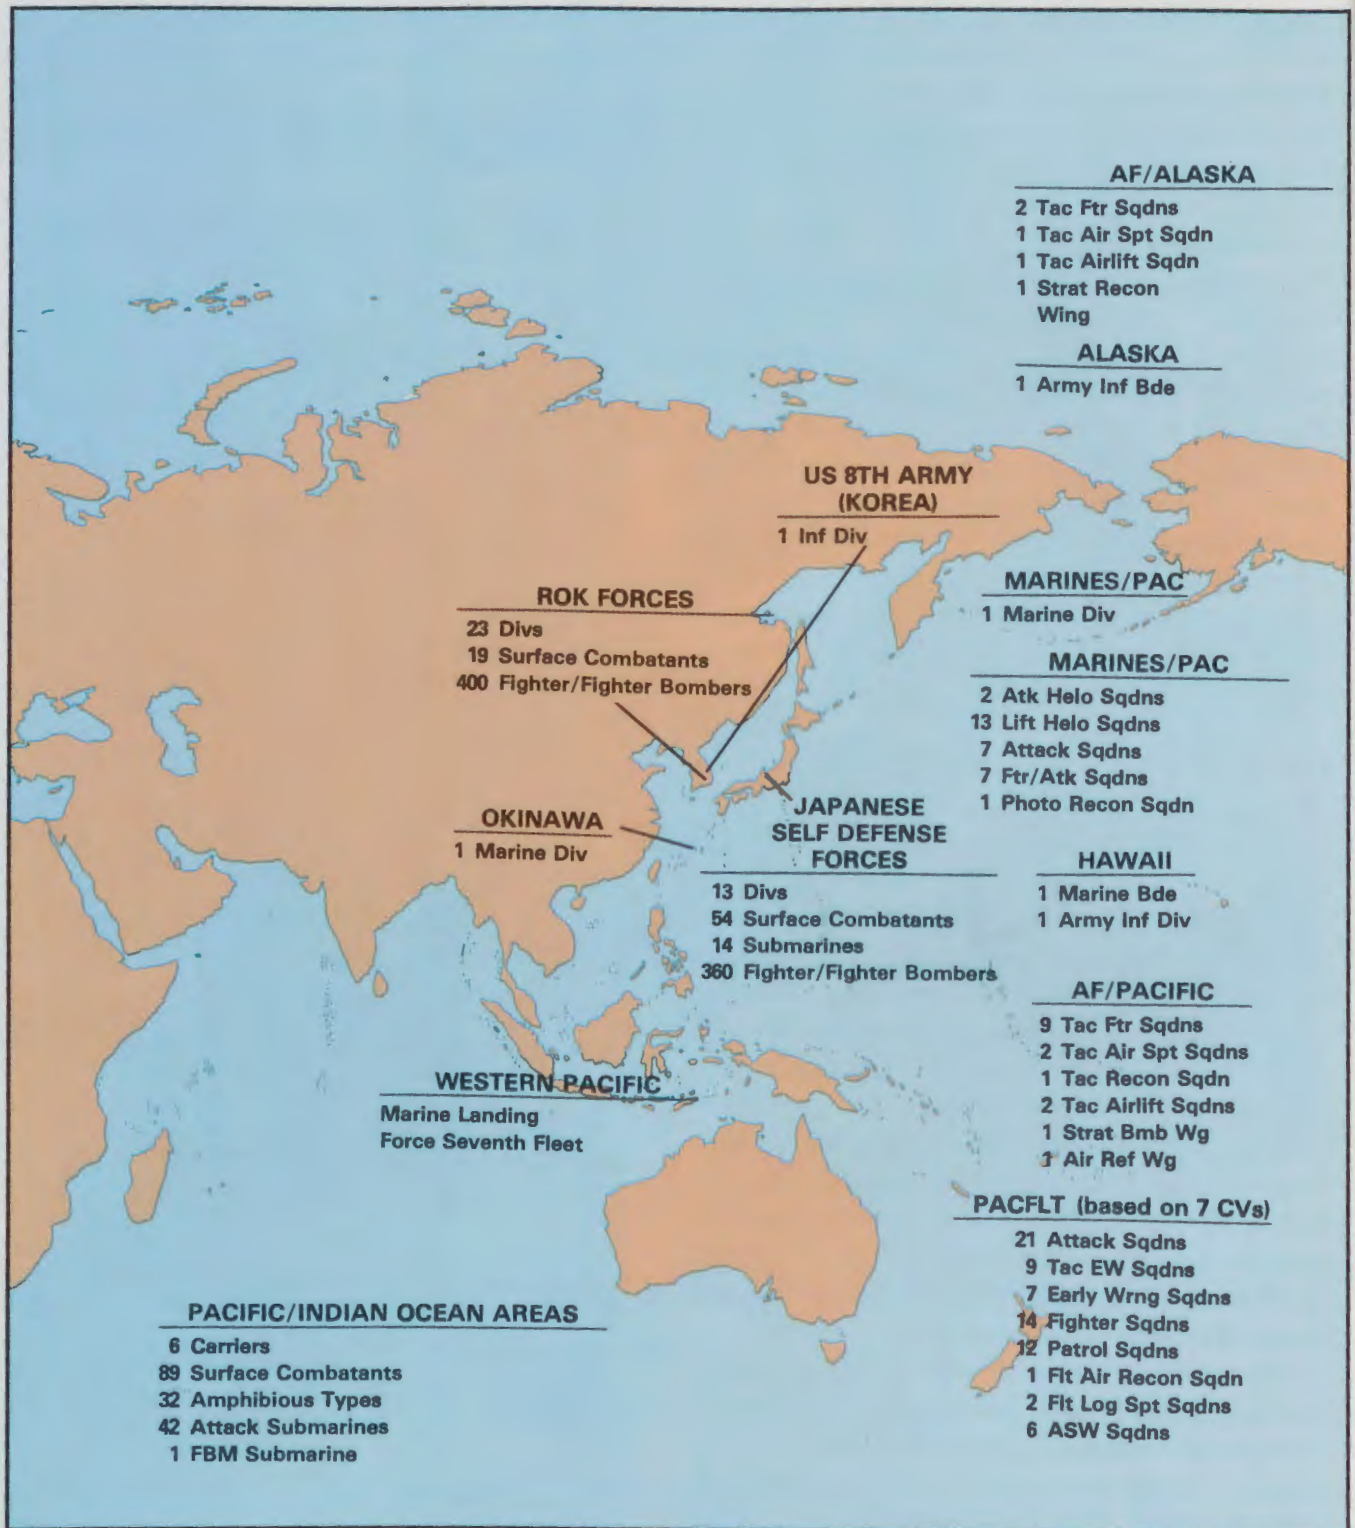 AF/ALASKA
2 Tac Ftr Sqdns
1 Tac Air Spt Sqdn
1 Tac Airlift Sqdn
1 Strat Recon
Wing
ALASKA
1 Army Inf Bde
US 8TH ARMY
(KOREA)
1 Inf Div
ROK FORCES
23 Divs
19 Surface Combatants
400 Fighter/Fighter Bombers
MARINES/PAC
1 Marine Div
MARINES/PAC
2 Atk Helo Sqdns
13 Lift Helo Sqdns
7 Attack Sqdns
7 Ftr/Atk Sqdns
1 Photo Recon Sqdn
OKINAWA
1 Marine Div
JAPANESE
SELF DEFENSE
FORCES
13 Divs
54 Surface Combatants
14 Submarines
360 Fighter/Fighter Bombers
HAWAII
1 Marine Bde
1 Army Inf Div
AF/PACIFIC
9 Tac Ftr Sqdns
2 Tac Air Spt Sqdns
1 Tac Recon Sqdn
2 Tac Airlift Sqdns
1 Strat Bmb Wg
1 Air Ref Wg
WESTERN PACIFIC
Marine Landing
Force Seventh Fleet
PACFLT (based on 7 CVs)
21 Attack Sqdns
9 Tac EW Sqdns
7 Early Wrng Sqdns
14 Fighter Sqdns
12 Patrol Sqdns
1 Flt Air Recon Sqdn
2 Flt Log Spt Sqdns
6 ASW Sqdns
PACIFIC/INDIAN OCEAN AREAS
6 Carriers
89 Surface Combatants
32 Amphibious Types
42 Attack Submarines
1 FBM Submarine